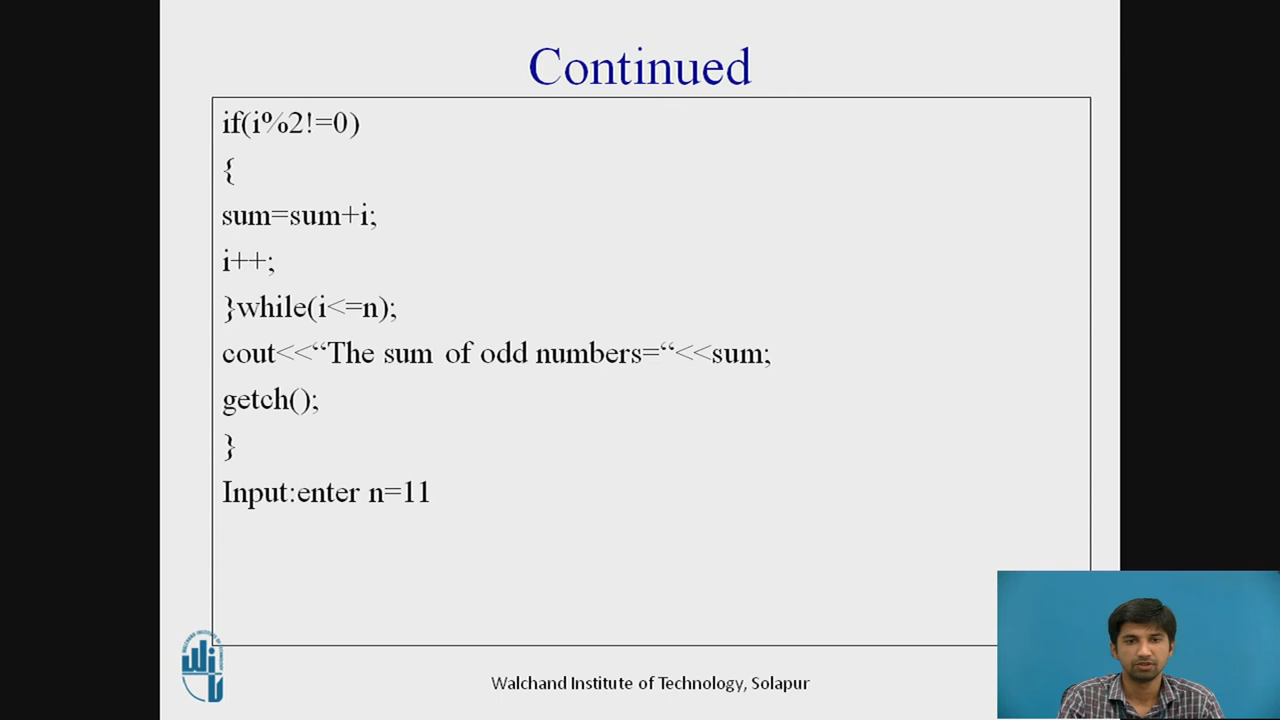 Continued
if(i%2!=0)
{
sum=sum+i;
i++;
}while(i<=n);
cout<<“The sum of odd numbers=“<<sum;
getch();
}
Input:enter n=11
Walchand Institute of Technology, Solapur